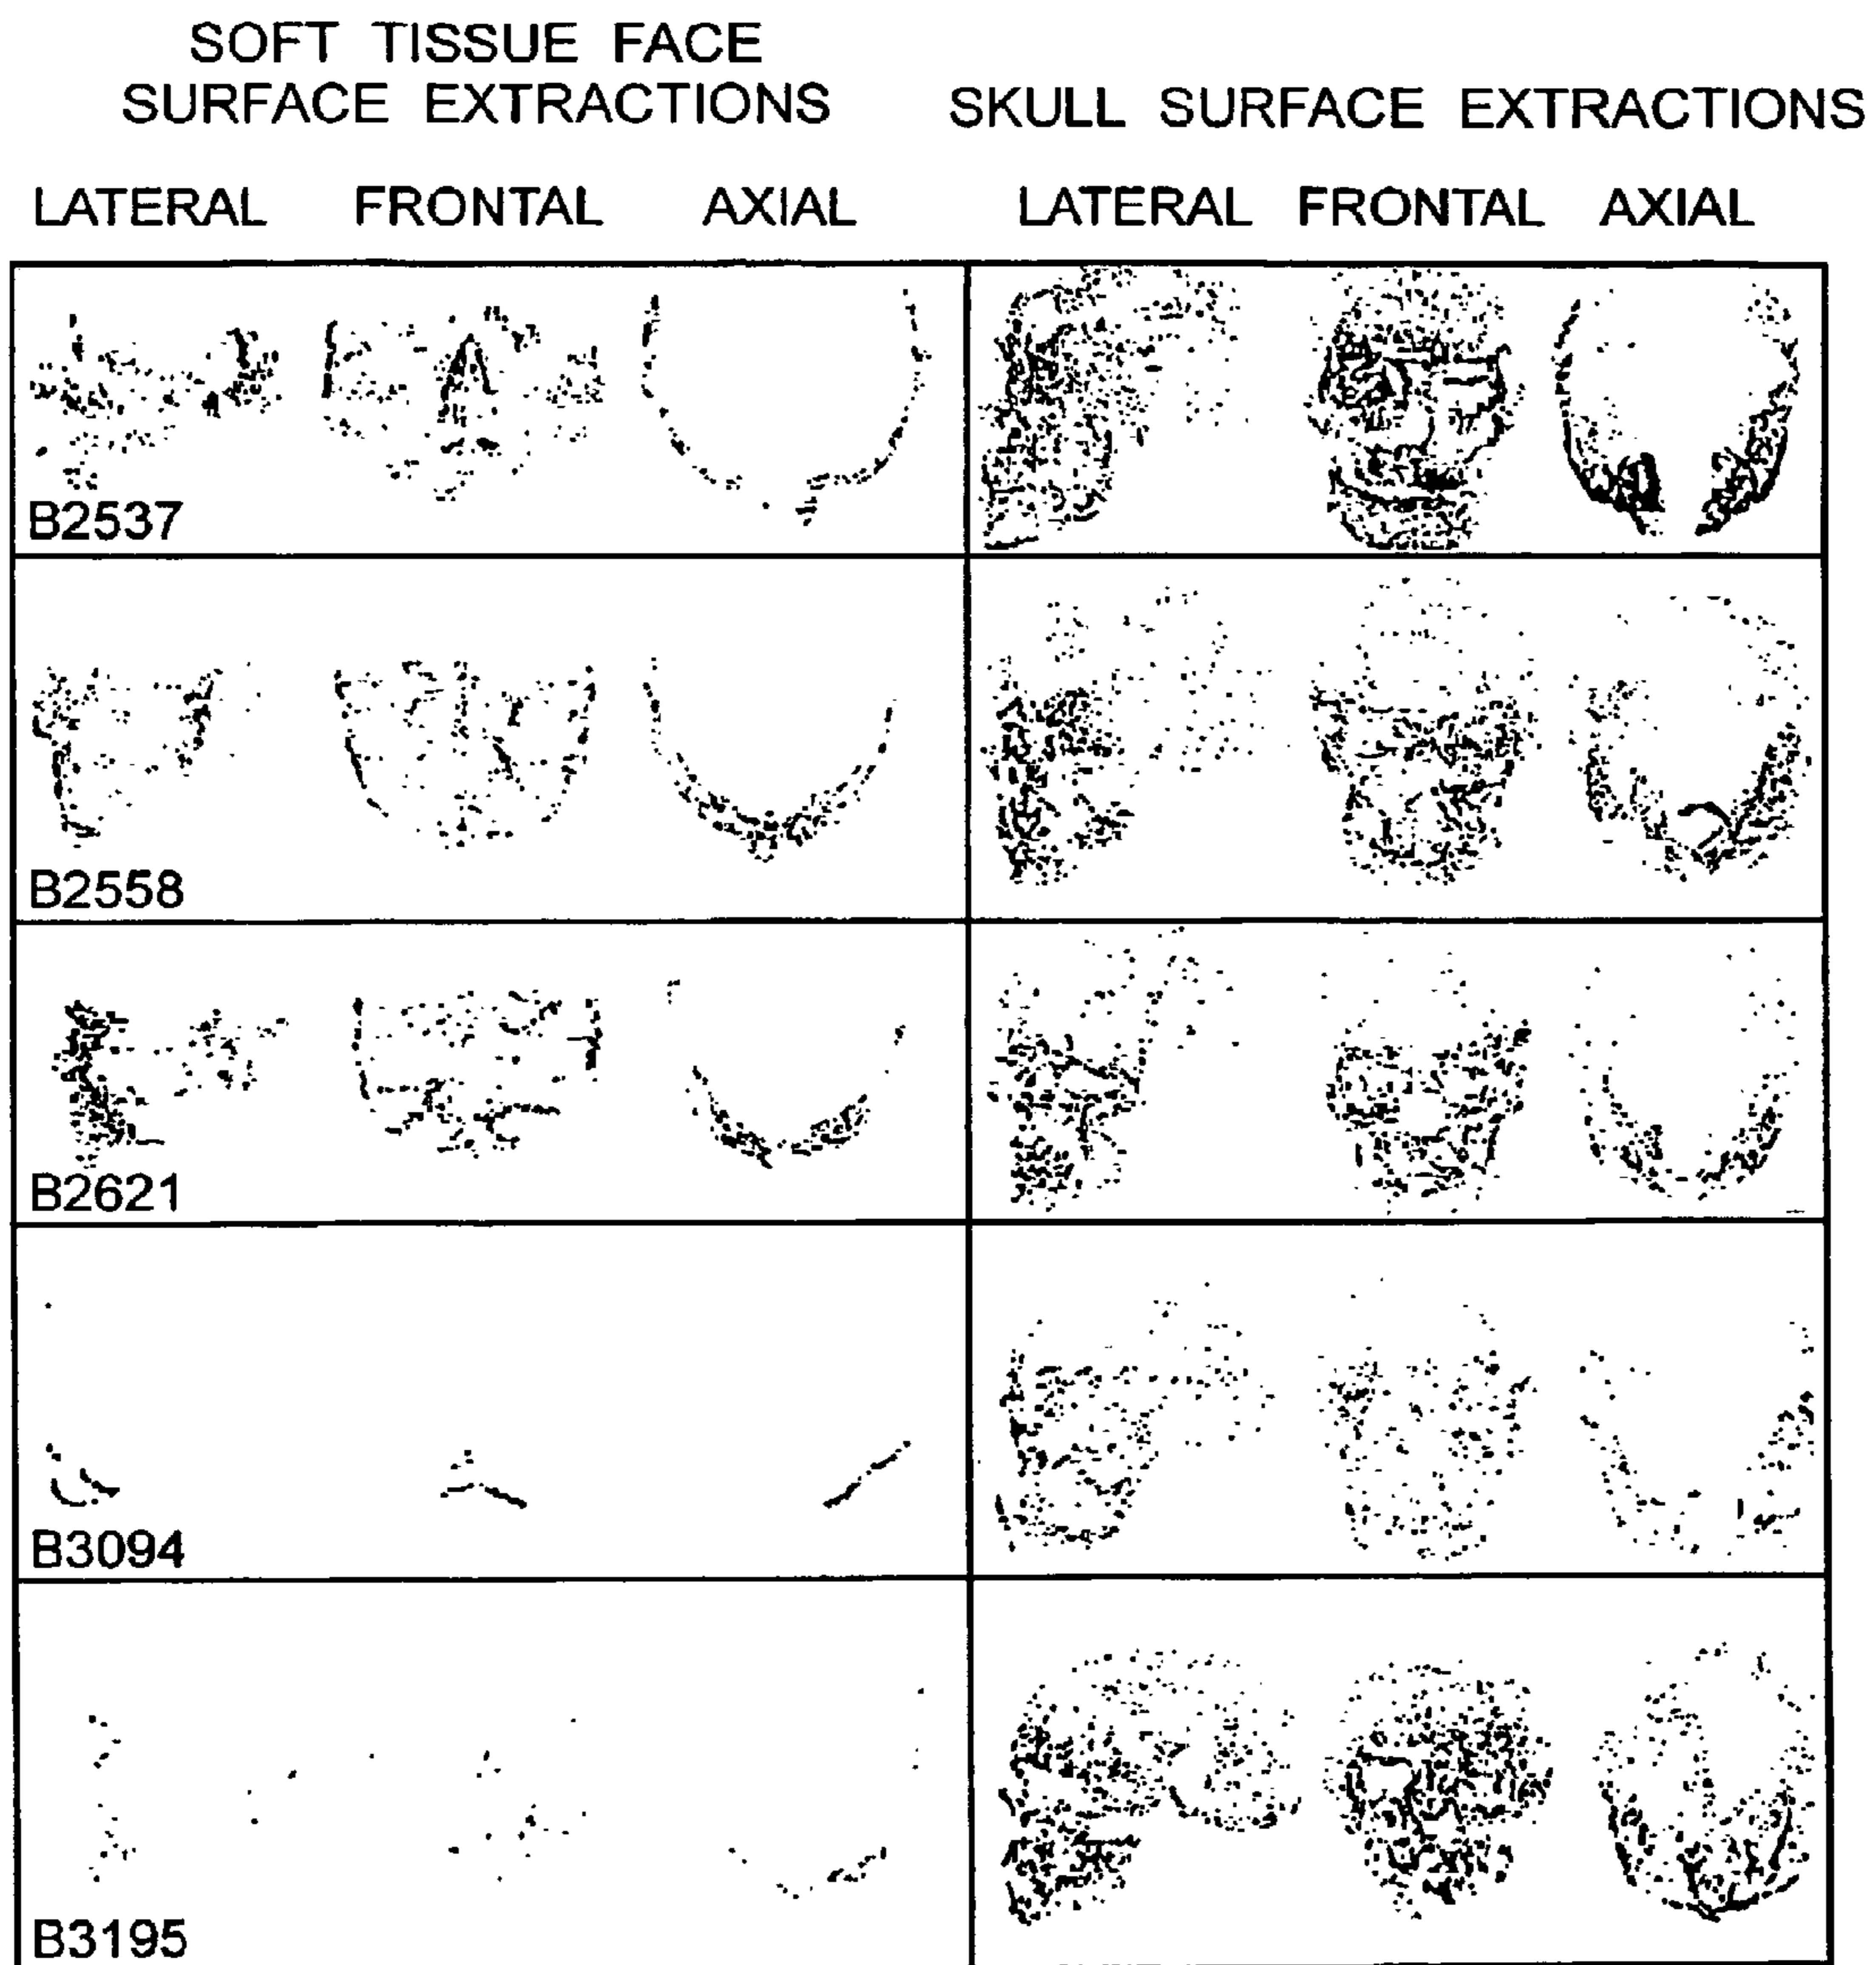 SOFT TISSUE FACE
SURFACE EXTRACTIONS
SKULL SURFACE EXTRACTIONS
LATERAL FRONTAL AXIAL LATERAL FRONTAL AXIAL
B2537
B2558
B2621
B3094
B3195